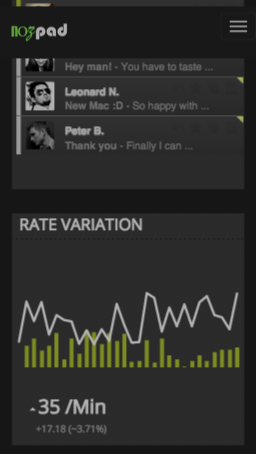 nozpad
Hey man! - You have to taste ...
Leonard N.
New Mac :D - So happy with ...
Peter B.
Thank you - Finally I can ...
RATE VARIATION
35 /Min
+17.18 (~3.71%)